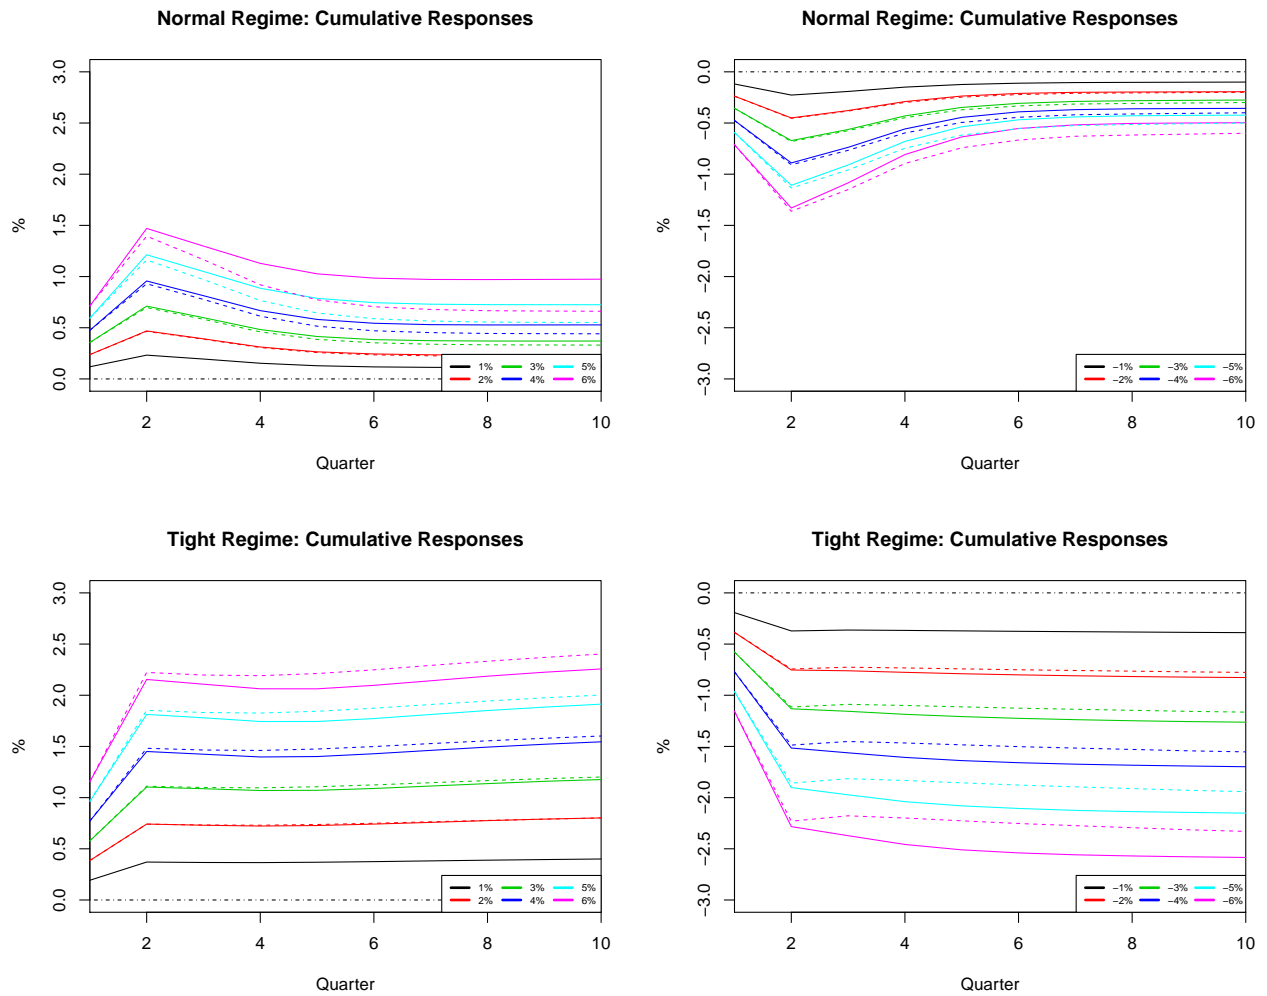 Normal Regime: Cumulative Responses
%
3.0
2.5
2.0
1.5
1.0
0.5
0.0
2 4 6 8 10
Quarter
1% 3% 5%
2% 4% 6%
Normal Regime: Cumulative Responses
%
0.0
−0.5
−1.0
−1.5
−2.0
−2.5
−3.0
2 4 6 8 10
Quarter
−1% −3% −5%
−2% −4% −6%
Tight Regime: Cumulative Responses
%
3.0
2.5
2.0
1.5
1.0
0.5
0.0
2 4 6 8 10
Quarter
1% 3% 5%
2% 4% 6%
Tight Regime: Cumulative Responses
%
0.0
−0.5
−1.0
−1.5
−2.0
−2.5
−3.0
2 4 6 8 10
Quarter
−1% −3% −5%
−2% −4% −6%